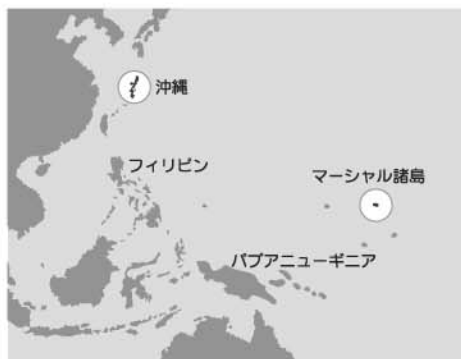 沖縄
フィリピン
マーシャル諸島
パプアニューギニア